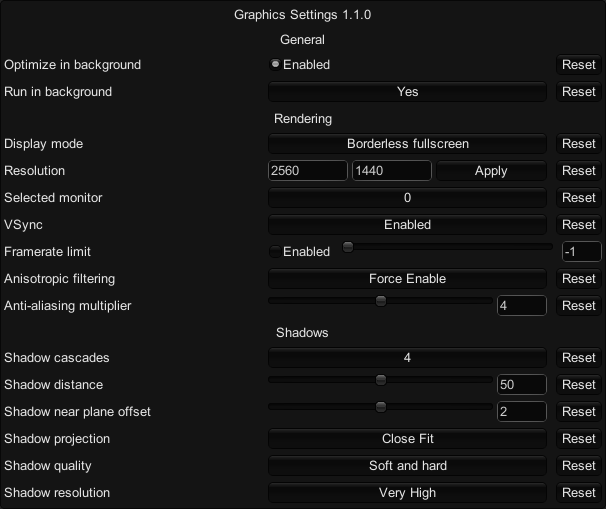 Graphics Settings 1.1.0
General
Optimize in background Enabled Reset
Run in background Yes Reset
Rendering
Display mode Borderless fullscreen Reset
Resolution 2560 1440 Apply Reset
Selected monitor 0 Reset
VSync Enabled Reset
Framerate limit Enabled -1 Reset
Anisotropic filtering Force Enable Reset
Anti-aliasing multiplier 4 Reset
Shadows
Shadow cascades 4 Reset
Shadow distance 50 Reset
Shadow near plane offset 2 Reset
Shadow projection Close Fit Reset
Shadow quality Soft and hard Reset
Shadow resolution Very High Reset